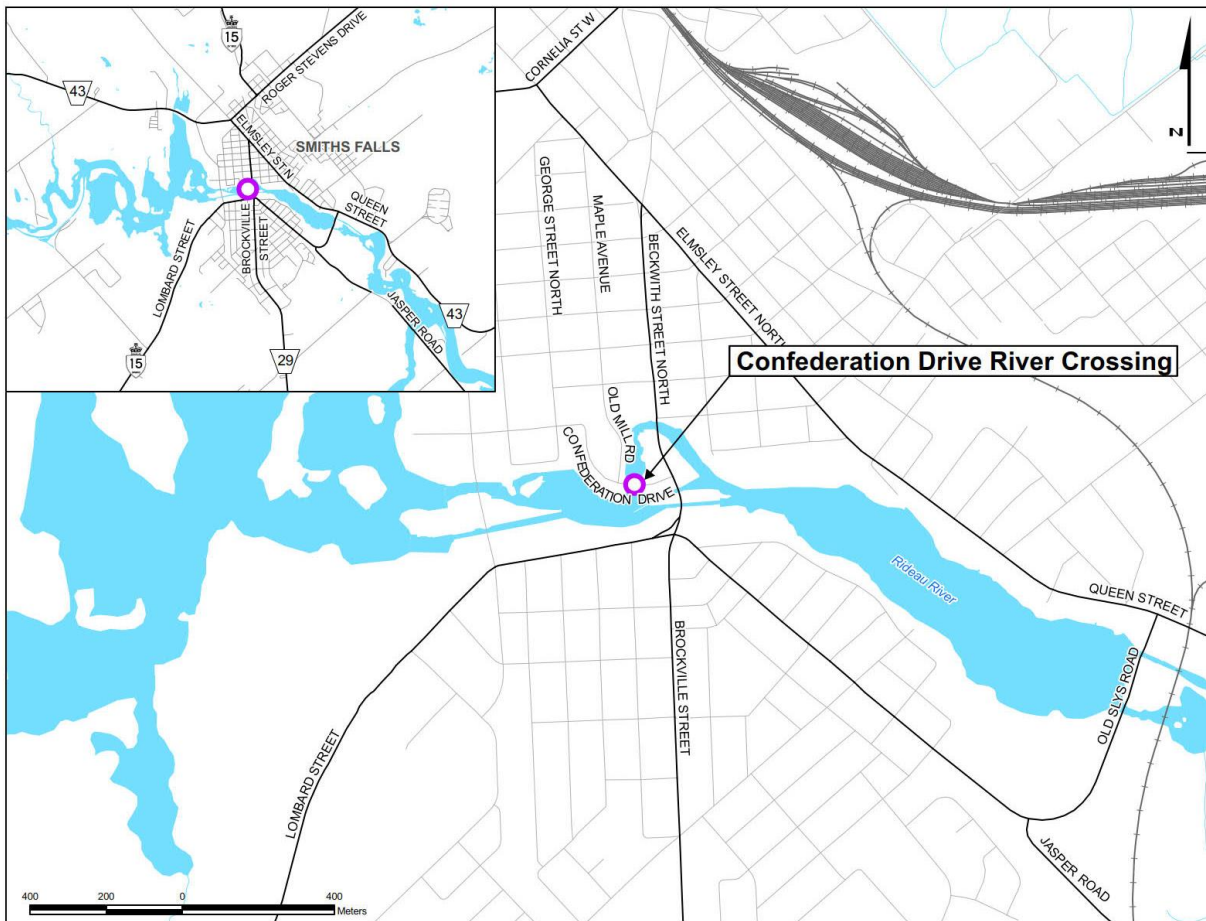 15
ROGER STEVENS DRIVE
43
ELMSLEY ST N
SMITHS FALLS
QUEEN
STREET
LOMBARD STREET
BROCKVILLE
STREET
JASPER ROAD
43
15
29
CORNELIA ST W
N
GEORGE STREET NORTH
MAPLE AVENUE
BECKWITH STREET NORTH
ELMSLEY STREET NORTH
Confederation Drive River Crossing
OLD MILL RD
CONFEDERATION DRIVE
Rideau River
QUEEN STREET
OLD SLYS ROAD
BROCKVILLE STREET
LOMBARD STREET
JASPER ROAD
400 200 0 400
Meters